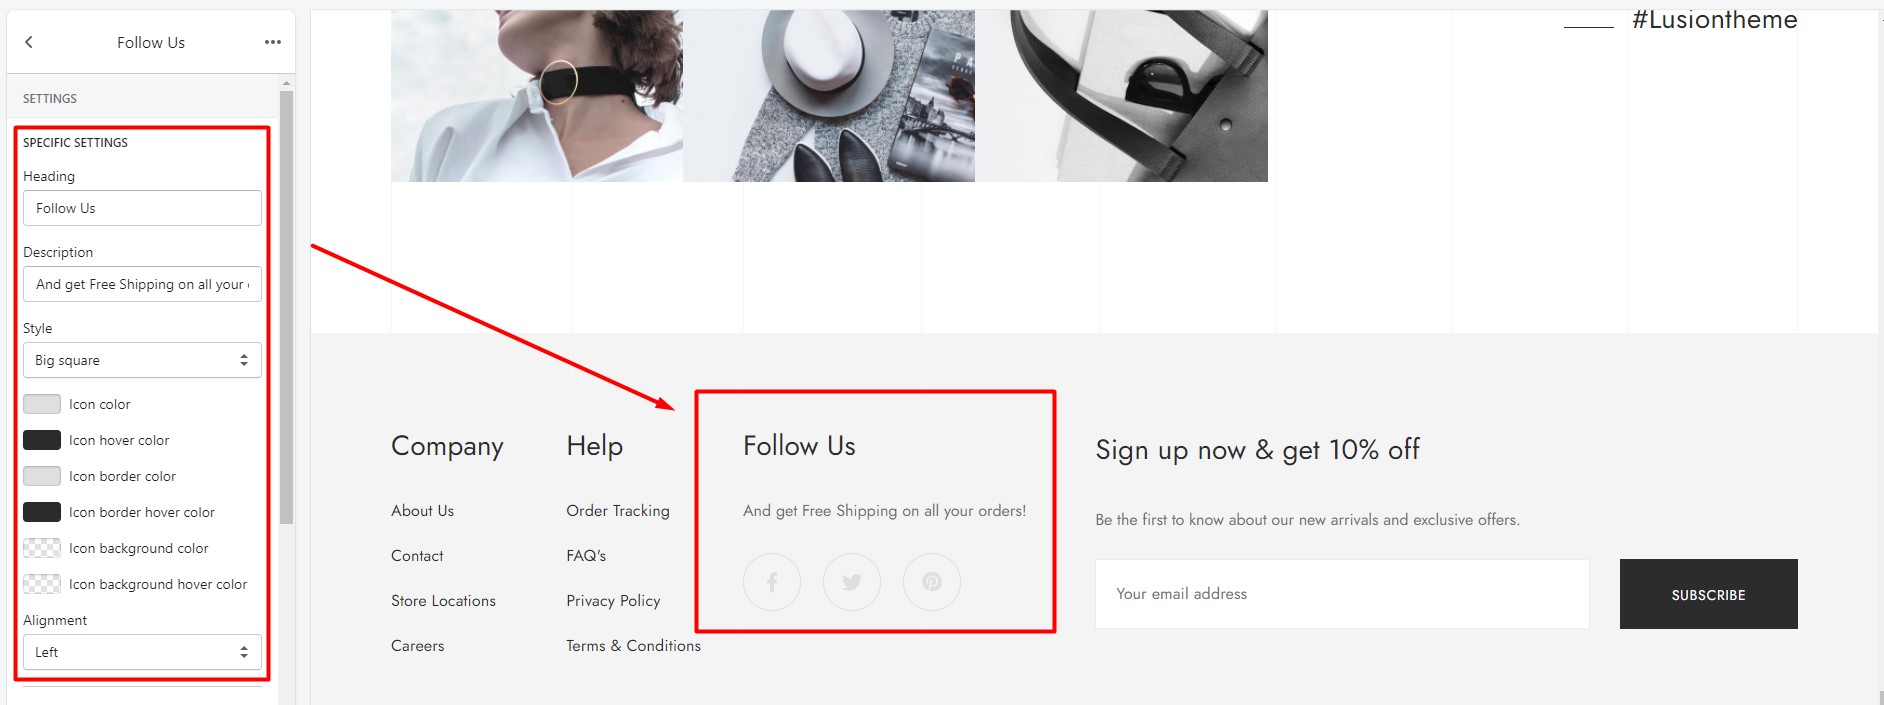 Follow Us
SETTINGS
SPECIFIC SETTINGS
Heading
Follow Us
Description
And get Free Shipping on all your
Style
Big square
Icon color
Icon hover color
Icon border color
Icon border hover color
Icon background color
Icon background hover color
Alignment
Left
#Lusiontheme
Company
About Us
Contact
Store Locations
Careers
Help
Order Tracking
FAQ's
Privacy Policy
Terms & Conditions
Follow Us
And get Free Shipping on all your orders!
Sign up now & get 10% off
Be the first to know about our new arrivals and exclusive offers.
Your email address
SUBSCRIBE